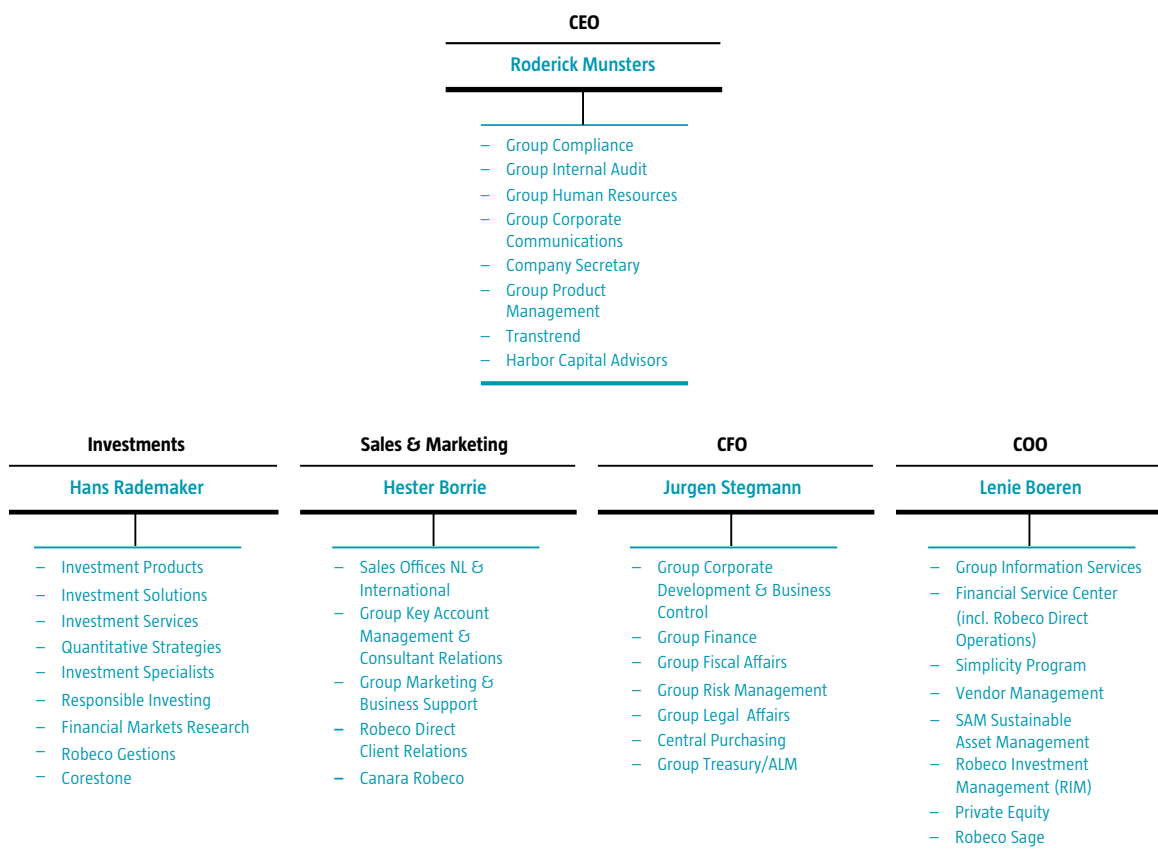 CEO
Roderick Munsters
– Group Compliance
– Group Internal Audit
– Group Human Resources
– Group Corporate
Communications
– Company Secretary
– Group Product
Management
– Transtrend
– Harbor Capital Advisors
Investments
Hans Rademaker
– Investment Products
– Investment Solutions
– Investment Services
– Quantitative Strategies
– Investment Specialists
– Responsible Investing
– Financial Markets Research
– Robeco Gestions
– Corestone
Sales & Marketing
Hester Borrie
– Sales Offices NL &
International
– Group Key Account
Management &
Consultant Relations
– Group Marketing &
Business Support
– Robeco Direct
Client Relations
– Canara Robeco
CFO
Jurgen Stegmann
– Group Corporate
Development & Business
Control
– Group Finance
– Group Fiscal Affairs
– Group Risk Management
– Group Legal Affairs
– Central Purchasing
– Group Treasury/ALM
COO
Lenie Boeren
– Group Information Services
– Financial Service Center
(incl. Robeco Direct
Operations)
– Simplicity Program
– Vendor Management
– SAM Sustainable
Asset Management
– Robeco Investment
Management (RIM)
– Private Equity
– Robeco Sage